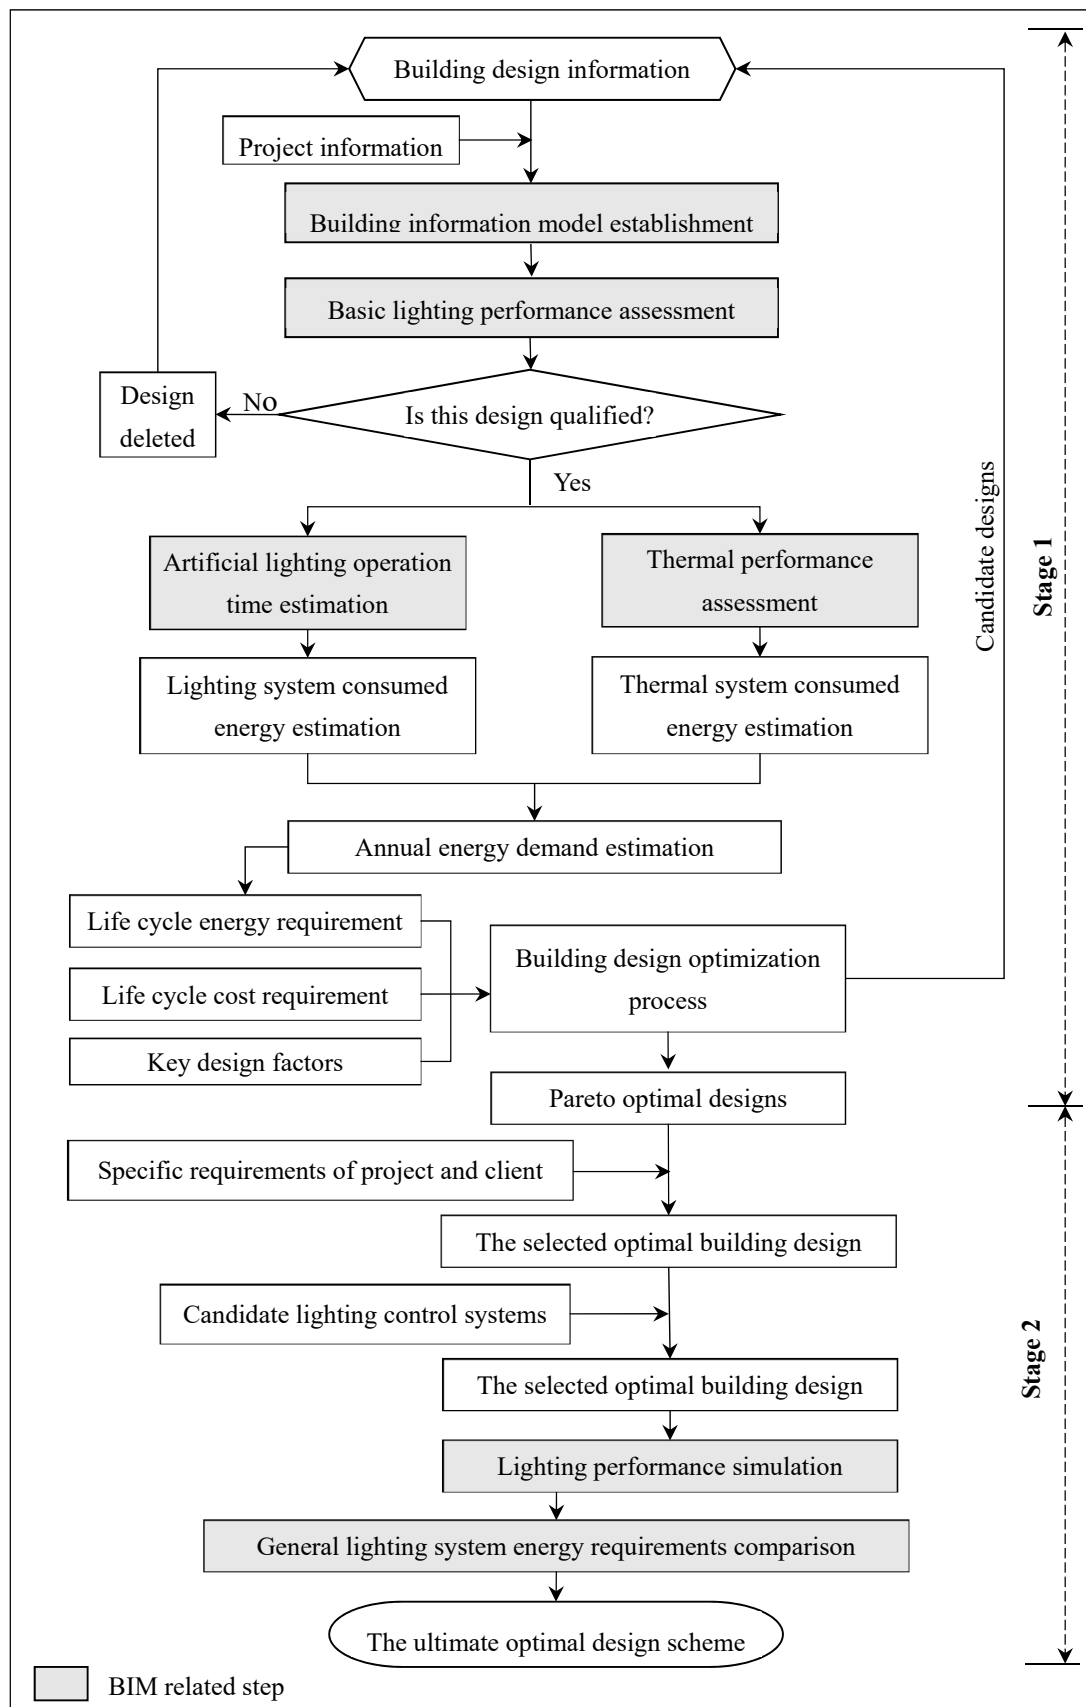 Building design information
Project information
Building information model establishment
Basic lighting performance assessment
Design
deleted
No
Is this design qualified?
Yes
Artificial lighting operation
time estimation
Thermal performance
assessment
Candidate designs
Stage 1
Lighting system consumed
energy estimation
Thermal system consumed
energy estimation
Annual energy demand estimation
Life cycle energy requirement
Life cycle cost requirement
Key design factors
Building design optimization
process
Pareto optimal designs
Specific requirements of project and client
The selected optimal building design
Candidate lighting control systems
The selected optimal building design
Stage 2
Lighting performance simulation
General lighting system energy requirements comparison
The ultimate optimal design scheme
BIM related step